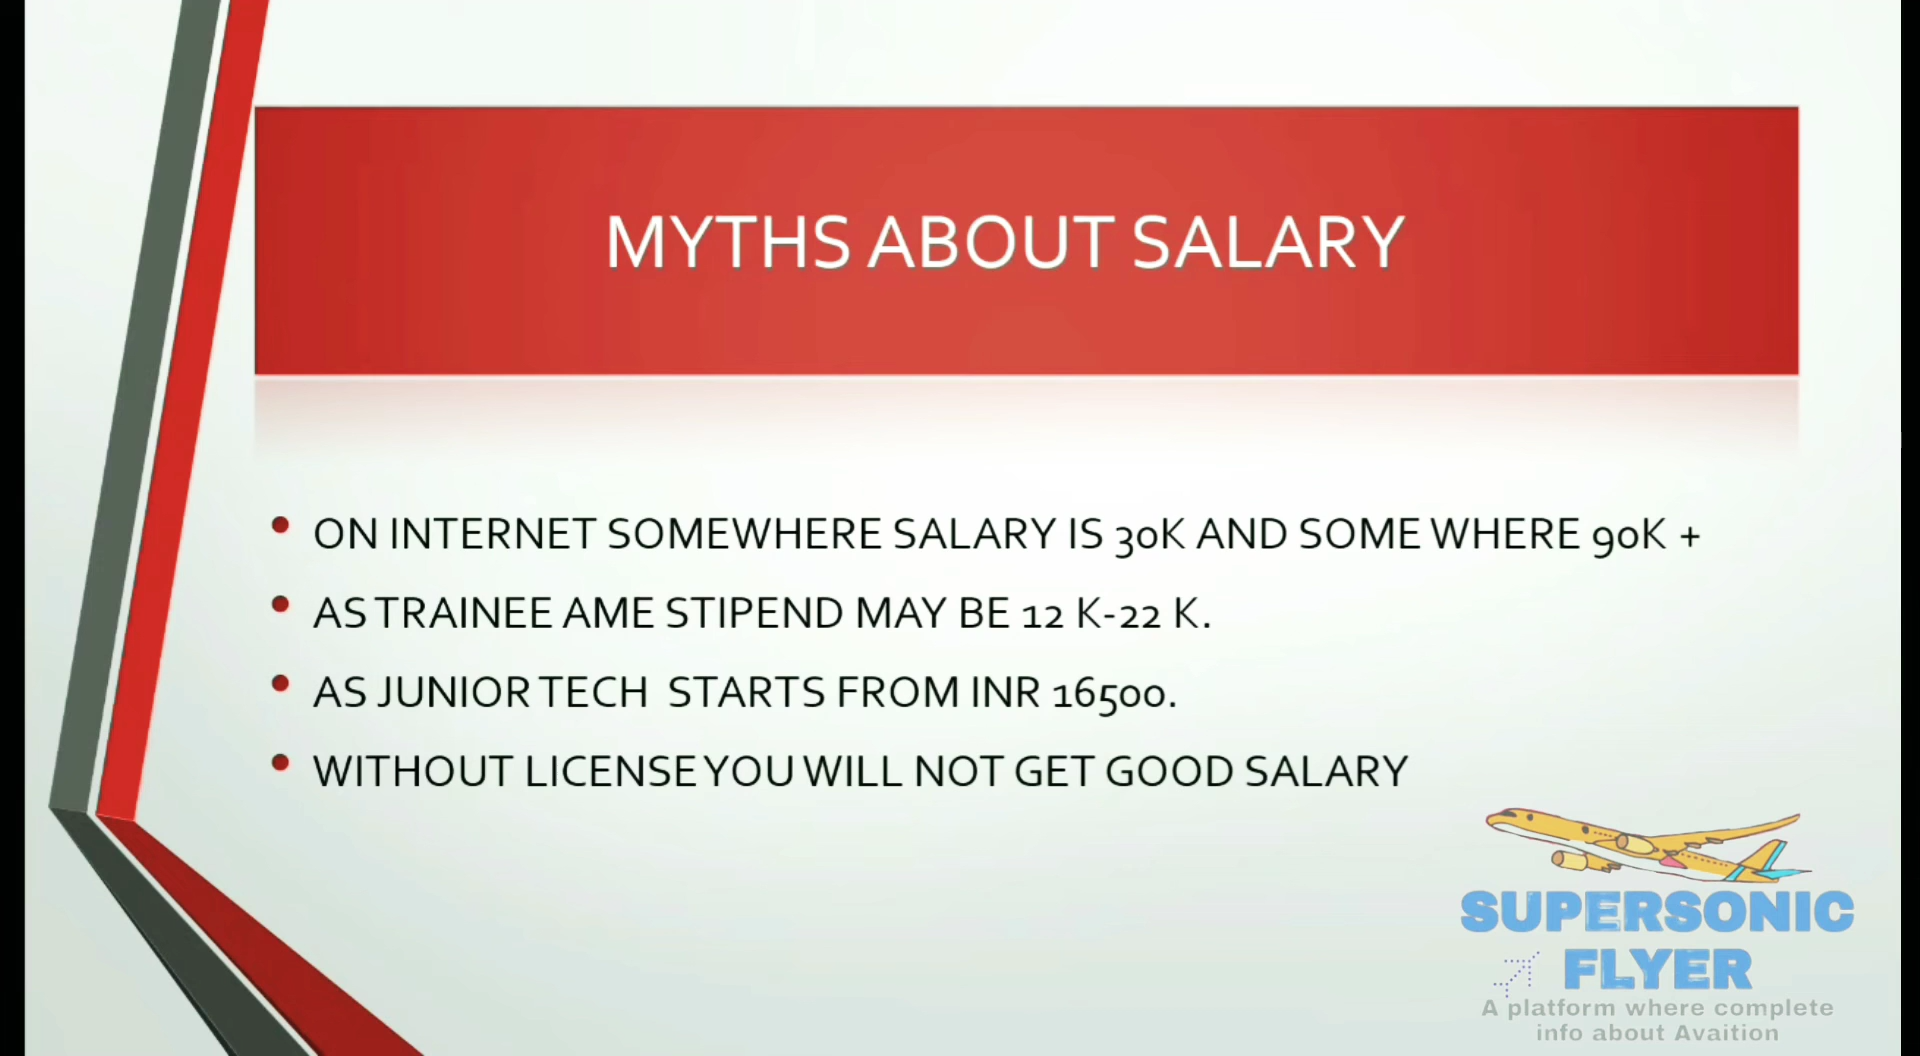 MYTHS ABOUT SALARY
• ON INTERNET SOMEWHERE SALARY IS 30K AND SOME WHERE 90K +
• AS TRAINEE AME STIPEND MAY BE 12 K-22 K.
• AS JUNIOR TECH STARTS FROM INR 16500.
• WITHOUT LICENSE YOU WILL NOT GET GOOD SALARY
SUPERSONIC
FLYER
A platform where complete
info about Avaition